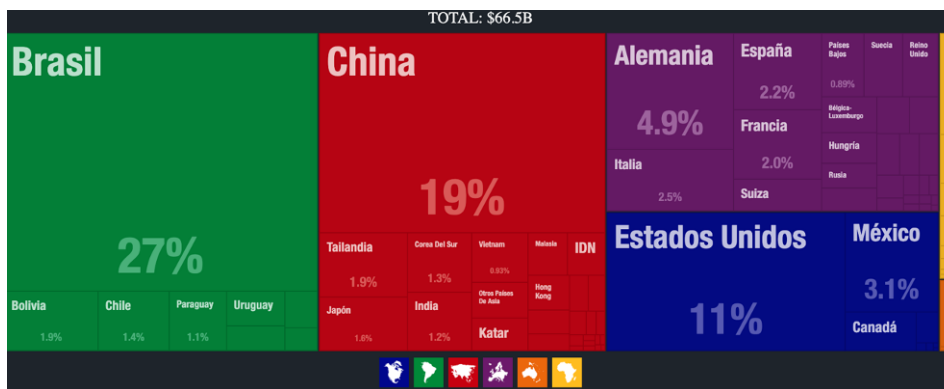 TOTAL: $66.5B
Brasil
27%
Bolivia
1.9%
Chile
1.4%
Paraguay
1.1%
Uruguay
China
19%
Tailandia
1.9%
Japón
1.6%
Corea Del Sur
1.3%
India
1.2%
Vietnam
0.93%
Otros Países
De Asia
Katar
Malasia
Hong
Kong
IDN
Alemania
4.9%
Italia
2.5%
España
2.2%
Francia
2.0%
Suiza
Países
Bajos
0.89%
Bélgica-
Luxemburgo
Hungría
Rusia
Suecia
Reino
Unido
Estados Unidos
11%
México
3.1%
Canadá